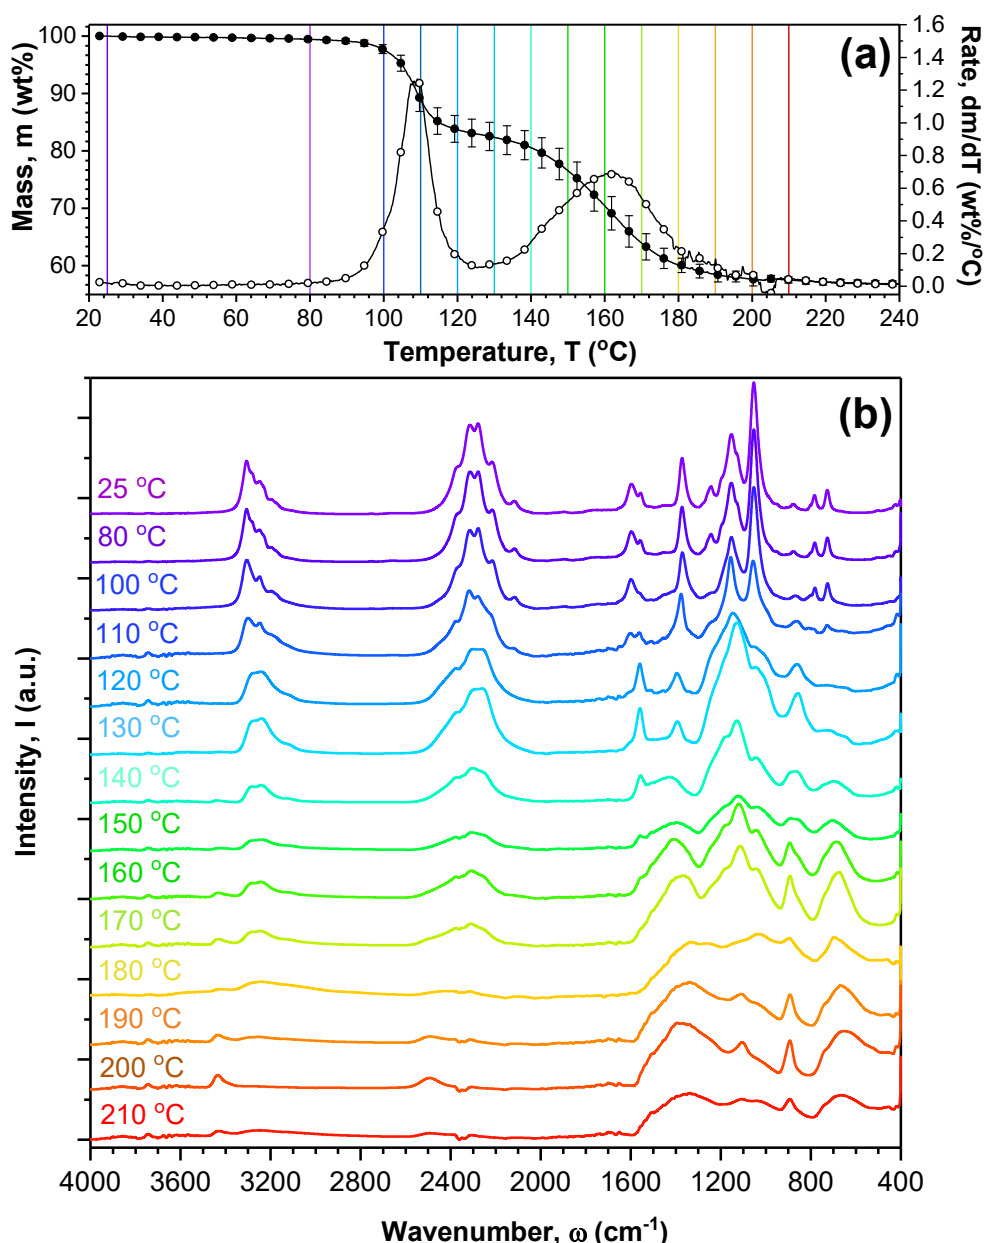 (a)
Mass, m (wt%)
100
90
80
70
60
1.6
1.4
1.2
1.0
0.8
0.6
0.4
0.2
0.0
Rate, dm/dT (wt%/°C)
20 40 60 80 100 120 140 160 180 200 220 240
Temperature, T (°C)
(b)
Intensity, I (a.u.)
25 °C
80 °C
100 °C
110 °C
120 °C
130 °C
140 °C
150 °C
160 °C
170 °C
180 °C
190 °C
200 °C
210 °C
4000 3600 3200 2800 2400 2000 1600 1200 800 400
Wavenumber, ω (cm⁻¹)